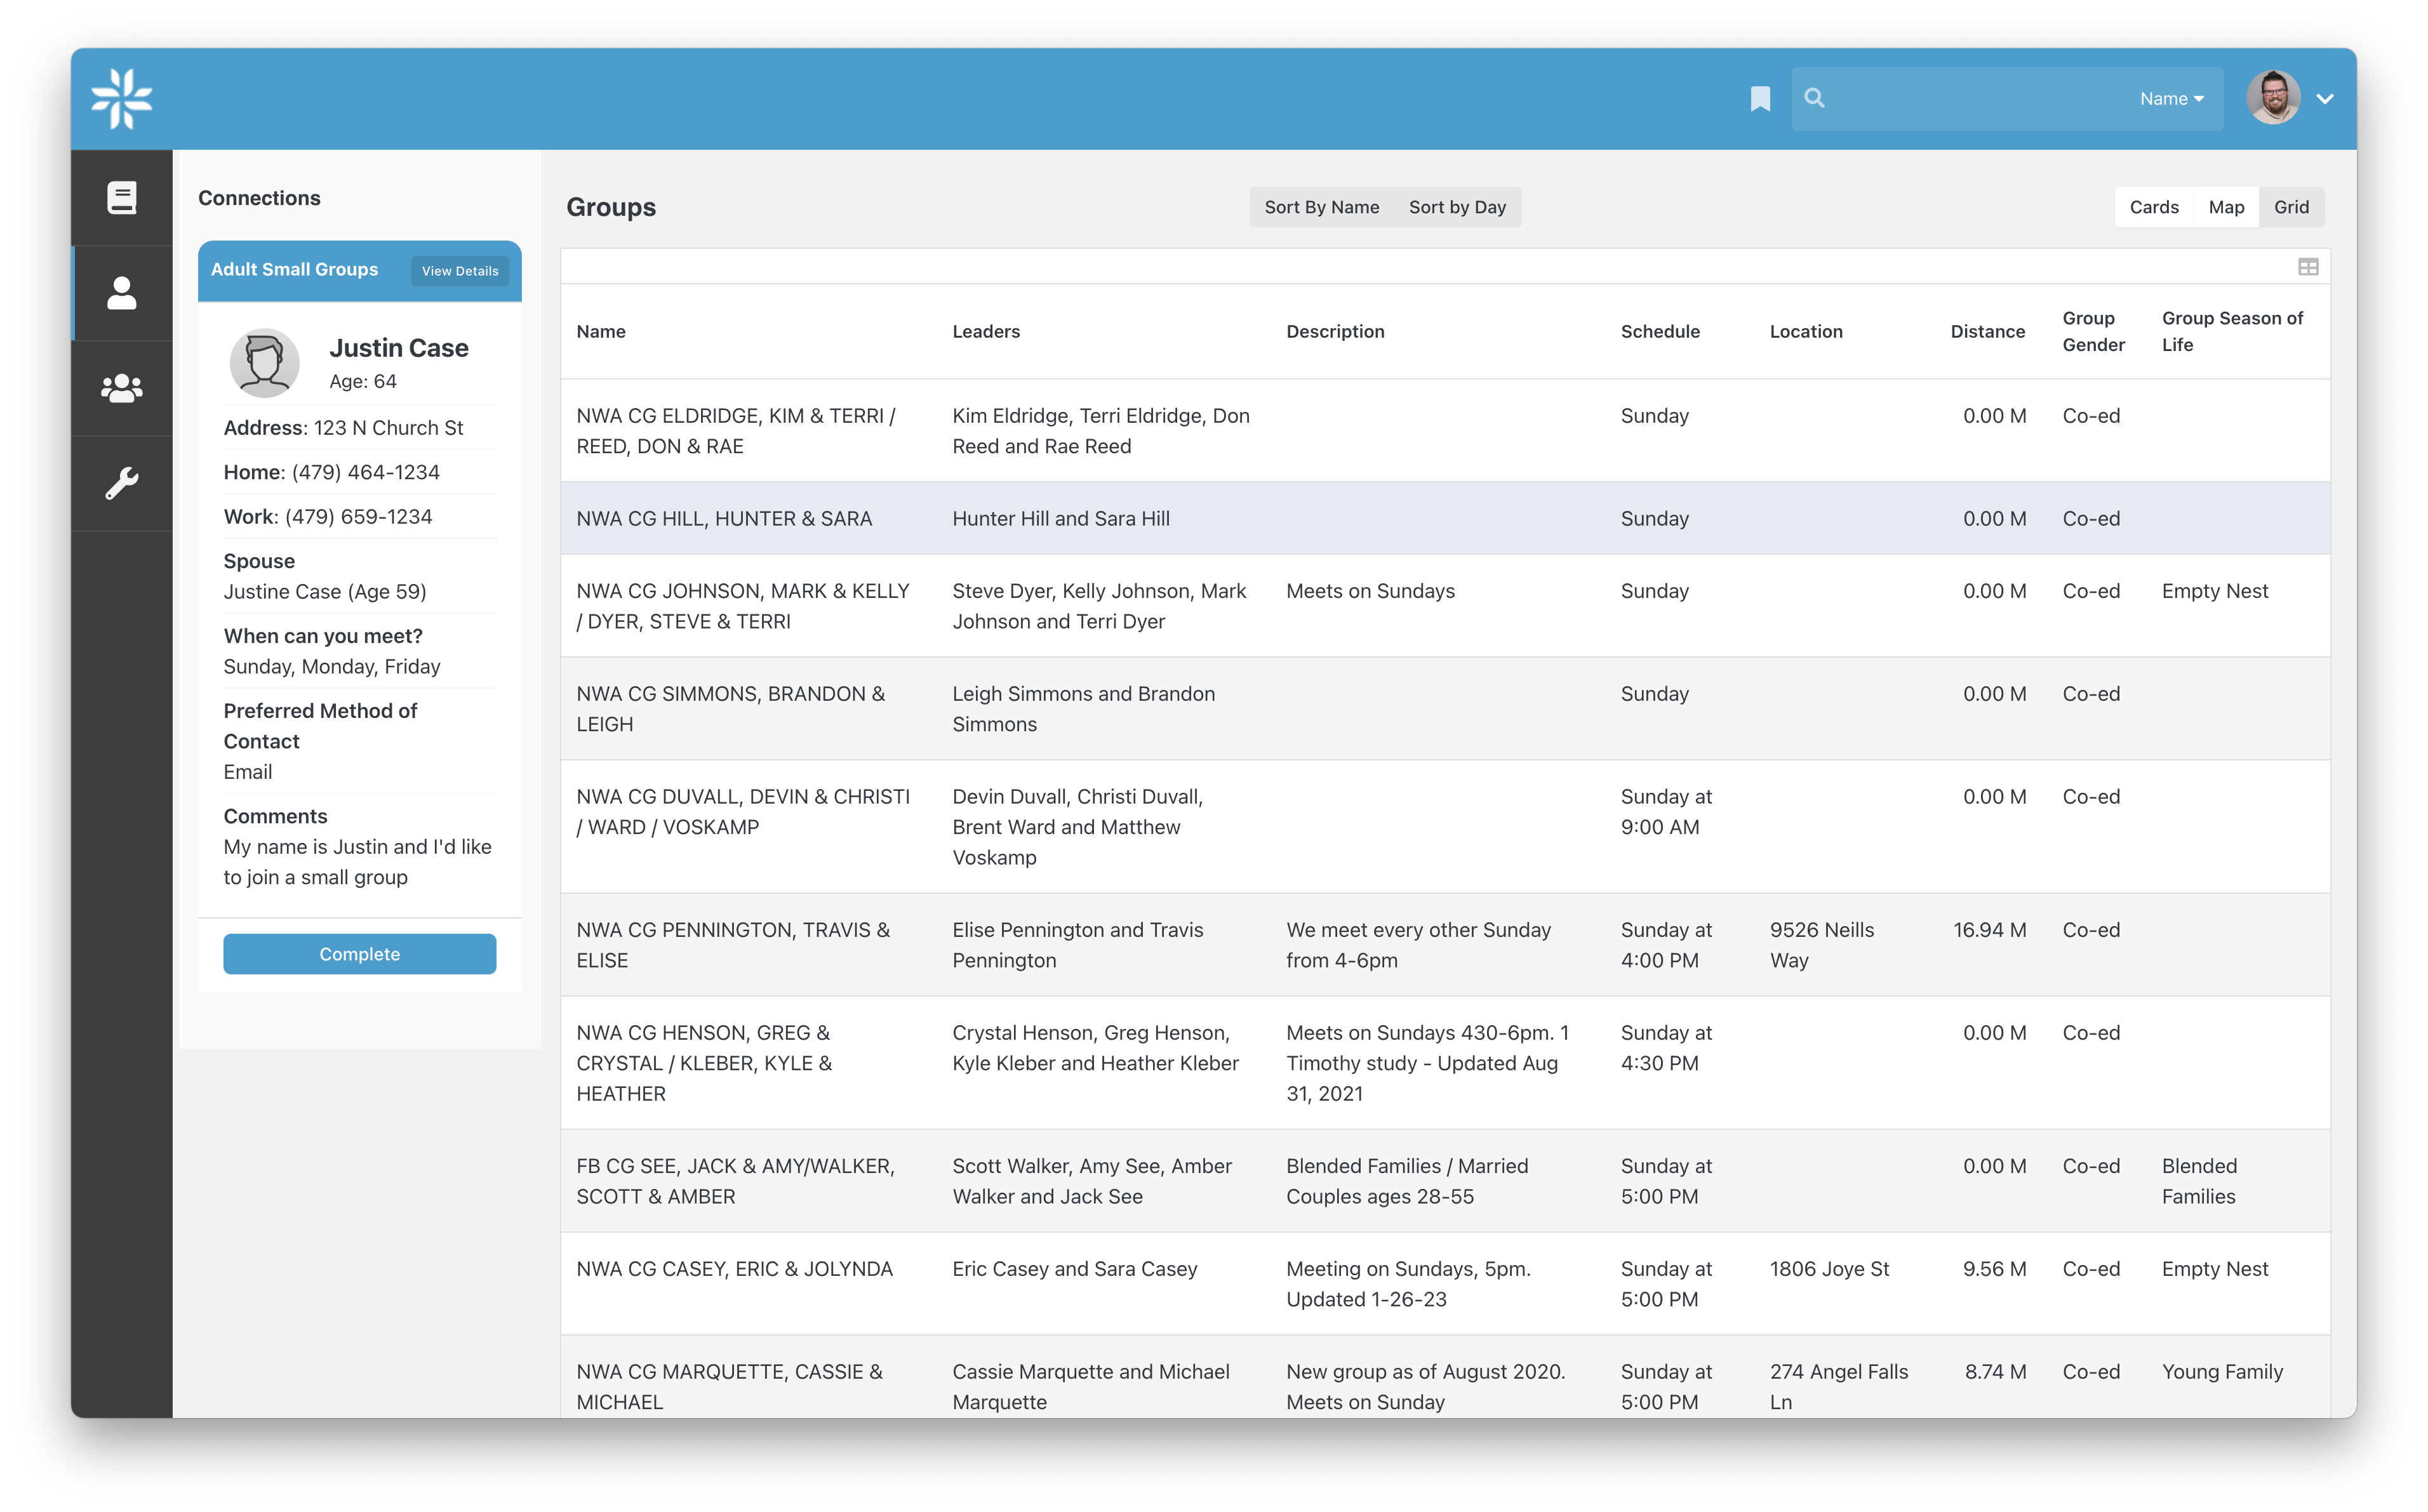 Name
Connections
Adult Small Groups
View Details
Justin Case
Age: 64
Address: 123 N Church St
Home: (479) 464-1234
Work: (479) 659-1234
Spouse
Justine Case (Age 59)
When can you meet?
Sunday, Monday, Friday
Preferred Method of
Contact
Email
Comments
My name is Justin and I'd like
to join a small group
Complete
Groups
Sort By Name
Sort by Day
Cards
Map
Grid
Name
Leaders
Description
Schedule
Location
Distance
Group
Gender
Group Season of
Life
NWA CG ELDRIDGE, KIM & TERRI /
REED, DON & RAE
Kim Eldridge, Terri Eldridge, Don
Reed and Rae Reed
Sunday
0.00 M
Co-ed
NWA CG HILL, HUNTER & SARA
Hunter Hill and Sara Hill
Sunday
0.00 M
Co-ed
NWA CG JOHNSON, MARK & KELLY
/ DYER, STEVE & TERRI
Steve Dyer, Kelly Johnson, Mark
Johnson and Terri Dyer
Meets on Sundays
Sunday
0.00 M
Co-ed
Empty Nest
NWA CG SIMMONS, BRANDON &
LEIGH
Leigh Simmons and Brandon
Simmons
Sunday
0.00 M
Co-ed
NWA CG DUVALL, DEVIN & CHRISTI
/ WARD / VOSKAMP
Devin Duvall, Christi Duvall,
Brent Ward and Matthew
Voskamp
Sunday at
9:00 AM
0.00 M
Co-ed
NWA CG PENNINGTON, TRAVIS &
ELISE
Elise Pennington and Travis
Pennington
We meet every other Sunday
from 4-6pm
Sunday at
4:00 PM
9526 Neills
Way
16.94 M
Co-ed
NWA CG HENSON, GREG &
CRYSTAL / KLEBER, KYLE &
HEATHER
Crystal Henson, Greg Henson,
Kyle Kleber and Heather Kleber
Meets on Sundays 430-6pm. 1
Timothy study - Updated Aug
31, 2021
Sunday at
4:30 PM
0.00 M
Co-ed
FB CG SEE, JACK & AMY/WALKER,
SCOTT & AMBER
Scott Walker, Amy See, Amber
Walker and Jack See
Blended Families / Married
Couples ages 28-55
Sunday at
5:00 PM
0.00 M
Co-ed
Blended
Families
NWA CG CASEY, ERIC & JOLYNDA
Eric Casey and Sara Casey
Meeting on Sundays, 5pm.
Updated 1-26-23
Sunday at
5:00 PM
1806 Joye St
9.56 M
Co-ed
Empty Nest
NWA CG MARQUETTE, CASSIE &
MICHAEL
Cassie Marquette and Michael
Marquette
New group as of August 2020.
Meets on Sunday
Sunday at
5:00 PM
274 Angel Falls
Ln
8.74 M
Co-ed
Young Family